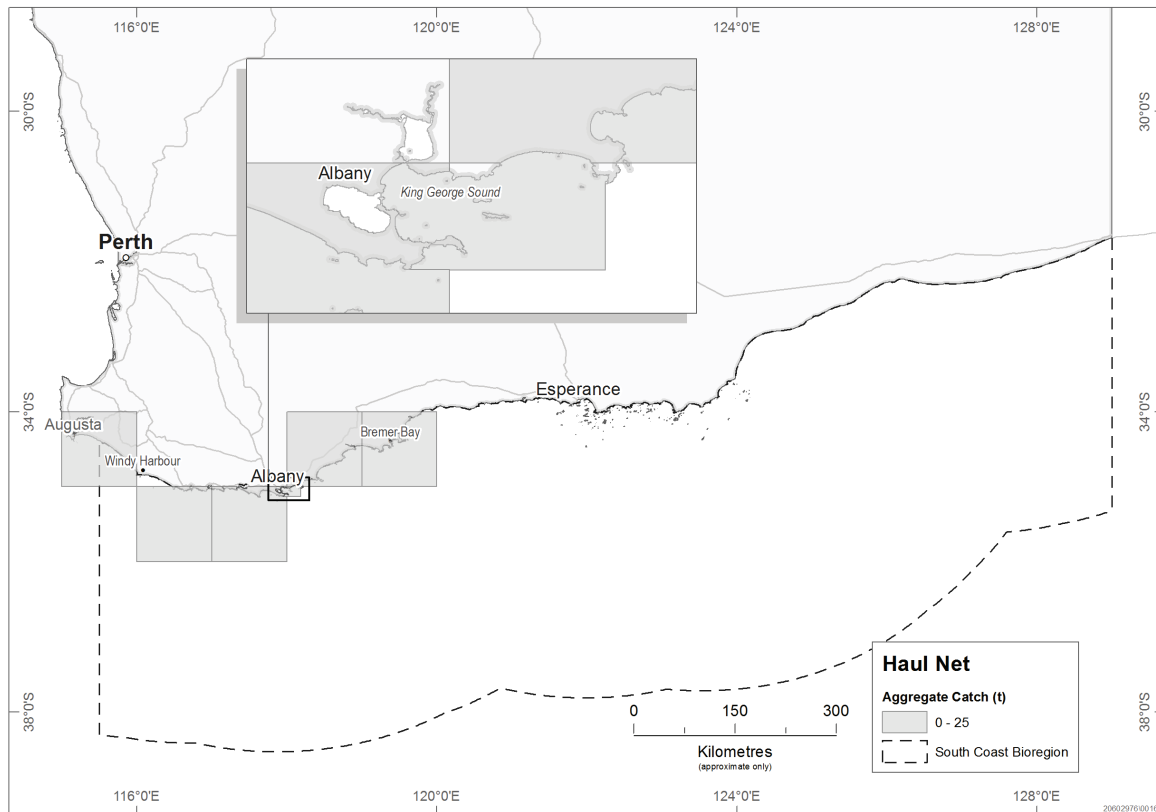 116°0'E
120°0'E
124°0'E
128°0'E
30°0'S
30°0'S
Albany
King George Sound
Perth
Esperance
34°0'S
34°0'S
Augusta
Bremer Bay
Windy Harbour
Albany
Haul Net
Aggregate Catch (t)
0 - 25
South Coast Bioregion
38°0'S
38°0'S
0
150
300
Kilometres
(approximate only)
116°0'E
120°0'E
124°0'E
128°0'E